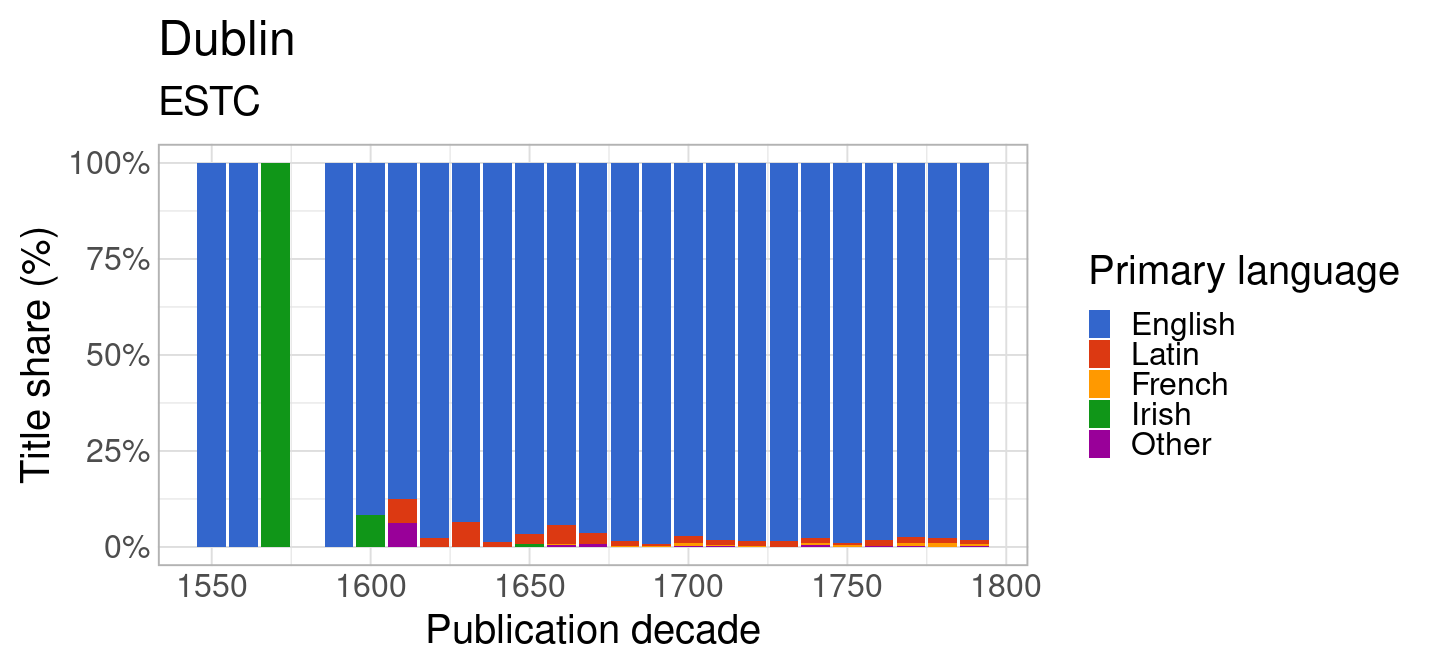 Dublin
ESTC
Title share (%)
100%
75%
50%
25%
0%
1550 1600 1650 1700 1750 1800
Publication decade
Primary language
English
Latin
French
Irish
Other